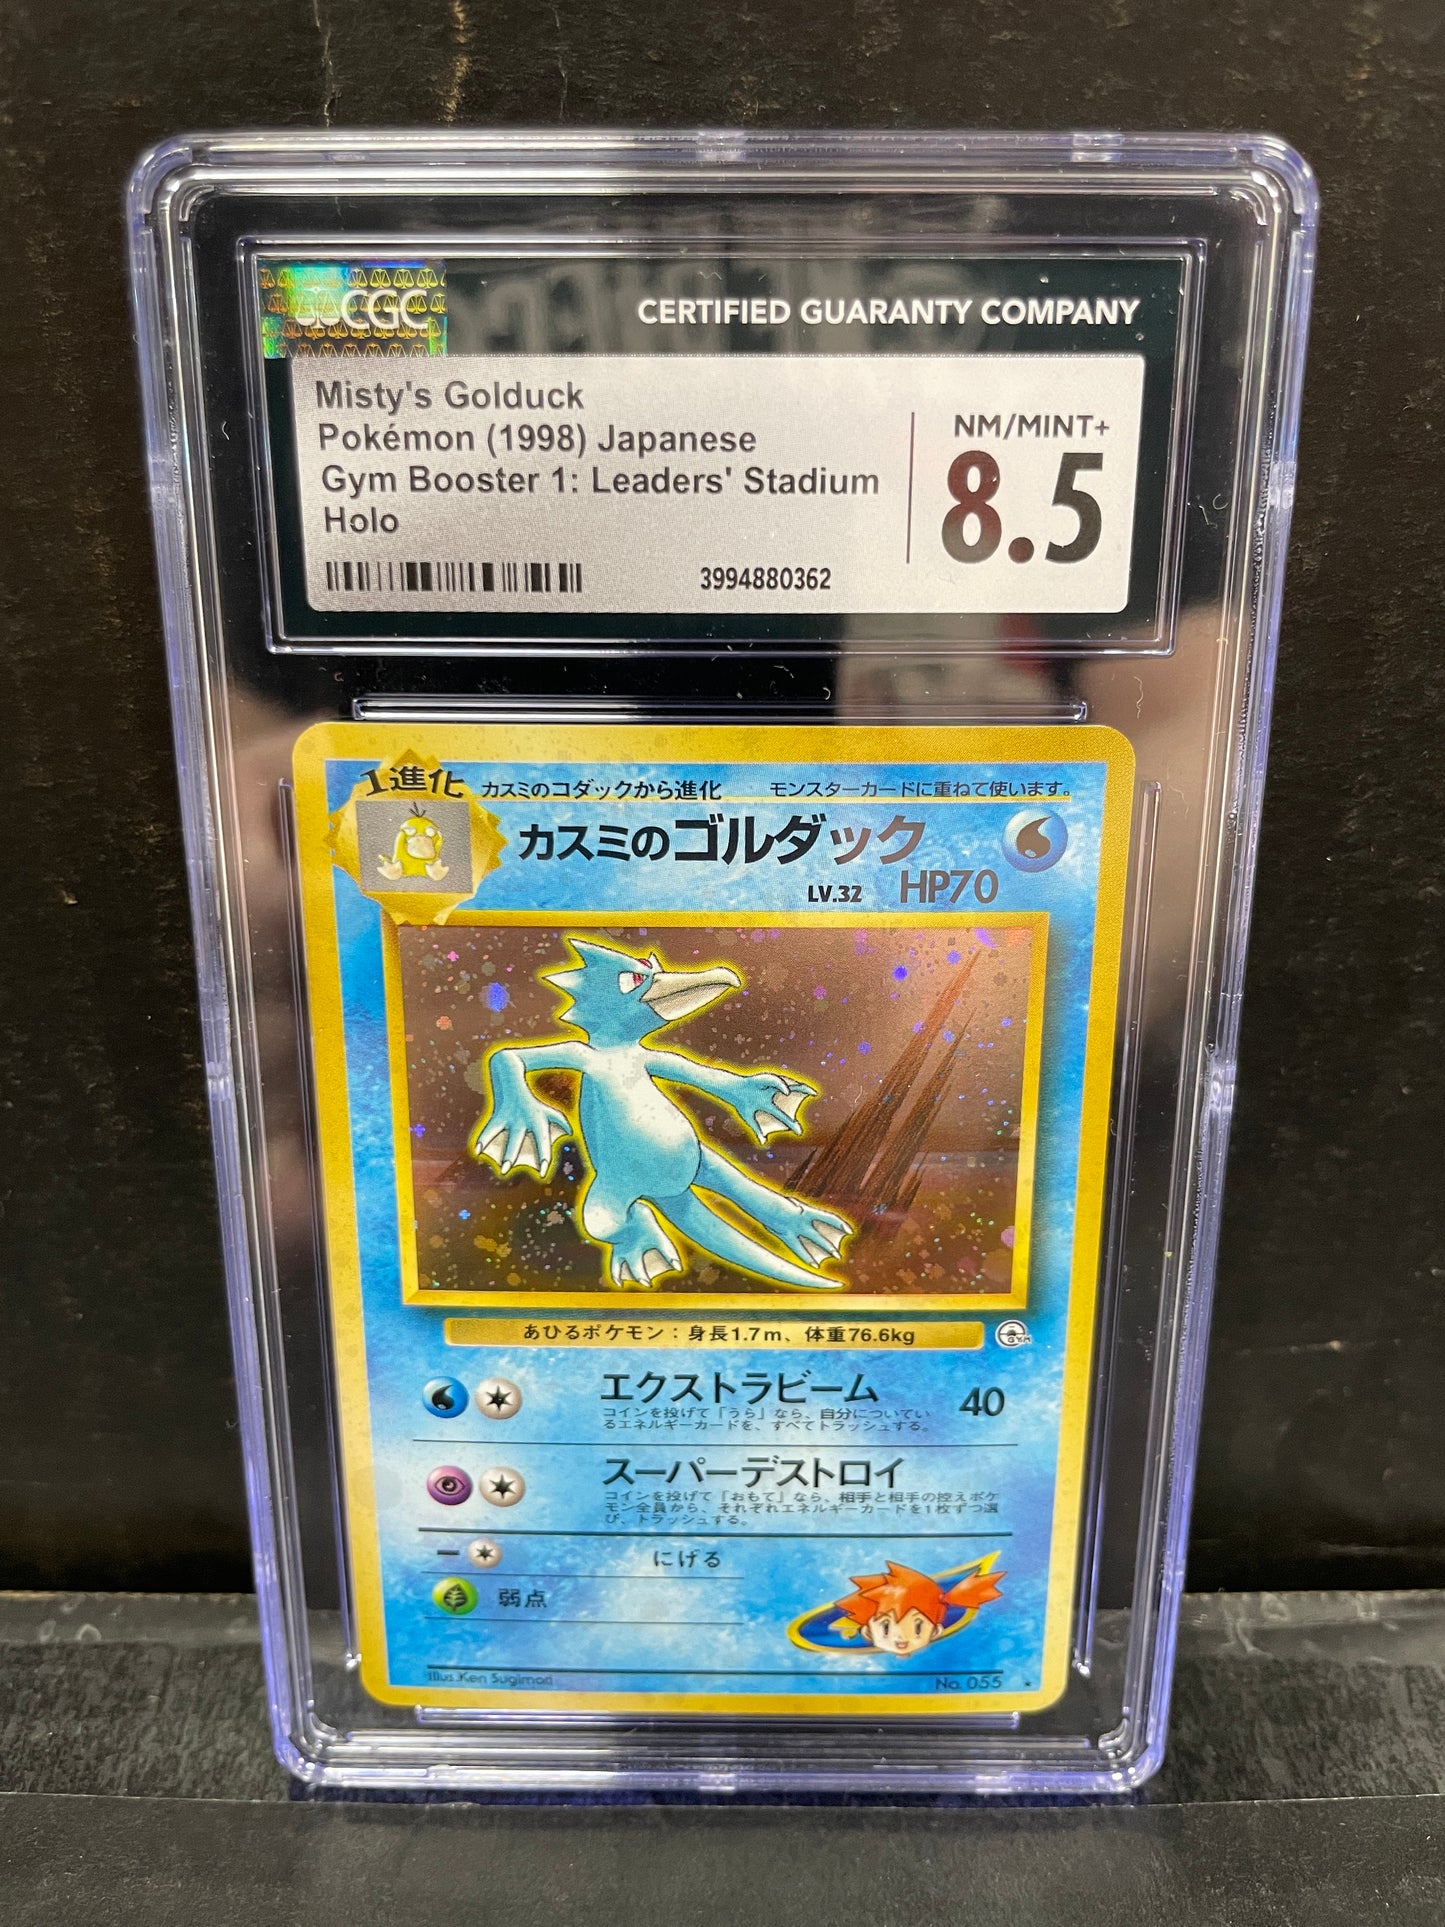 CGC
CERTIFIED GUARANTY COMPANY
Misty's Golduck
Pokémon (1998) Japanese
Gym Booster 1: Leaders' Stadium
Holo
NM/MINT+
8.5
3994880362
1進化
カスミのコダックから進化
モンスターカードに重ねて使います。
カスミのゴルダック
LV.32 HP70
あひるポケモン：身長1.7m、体重76.6kg
GYM
エクストラビーム 40
コインを投げて「うら」なら、自分についてい
るエネルギーカードを、すべてトラッシュする。
スーパーデストロイ
コインを投げて「おもて」なら、相手と相手の控えポケ
モン全員から、それぞれエネルギーカードを1枚ずつ選
び、トラッシュする。
にげる
弱点
Illus. Ken Sugimori
No. 055